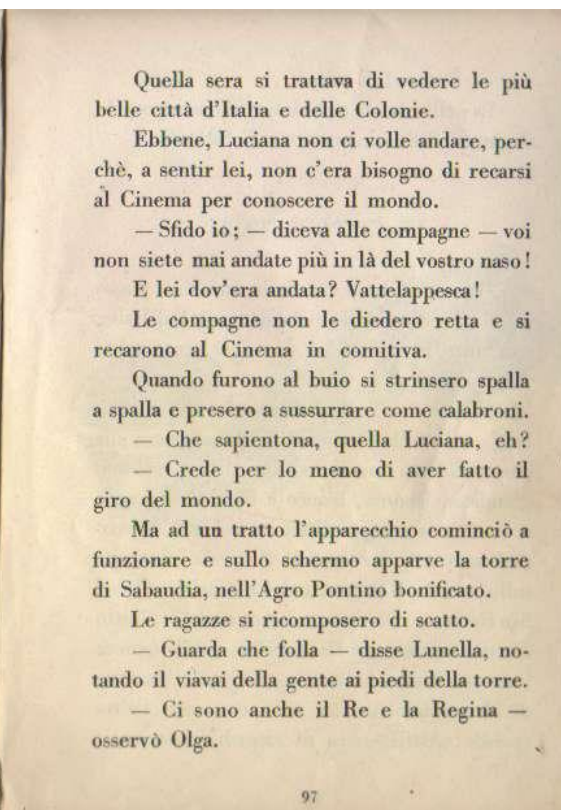 Quella sera si trattava di vedere le più
belle città d'Italia e delle Colonie.
Ebbene, Luciana non ci volle andare, per-
chè, a sentir lei, non c'era bisogno di recarsi
al Cinema per conoscere il mondo.
— Sfido io; — diceva alle compagne — voi
non siete mai andate più in là del vostro naso!
E lei dov'era andata? Vattelappesca!
Le compagne non le diedero retta e si
recarono al Cinema in comitiva.
Quando furono al buio si strinsero spalla
a spalla e presero a sussurrare come calabroni.
— Che sapientona, quella Luciana, eh?
— Crede per lo meno di aver fatto il
giro del mondo.
Ma ad un tratto l'apparecchio cominciò a
funzionare e sullo schermo apparve la torre
di Sabaudia, nell'Agro Pontino bonificato.
Le ragazze si ricomposero di scatto.
— Guarda che folla — disse Lunella, no-
tando il viavai della gente ai piedi della torre.
— Ci sono anche il Re e la Regina —
osservò Olga.
97